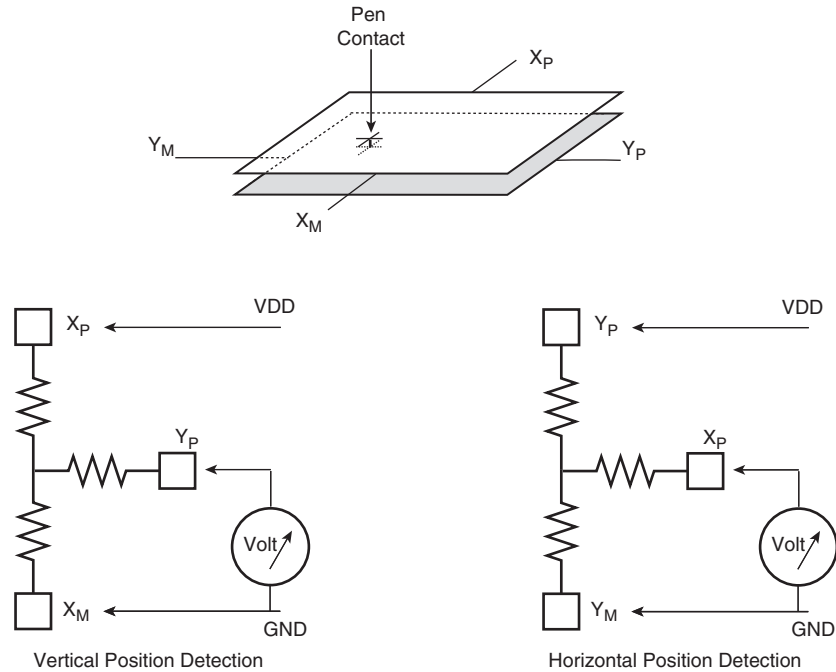 Pen
Contact
XP
YM
YP
XM
XP
VDD
YP
VDD
YP
XP
Volt
Volt
XM
GND
YM
GND
Vertical Position Detection
Horizontal Position Detection